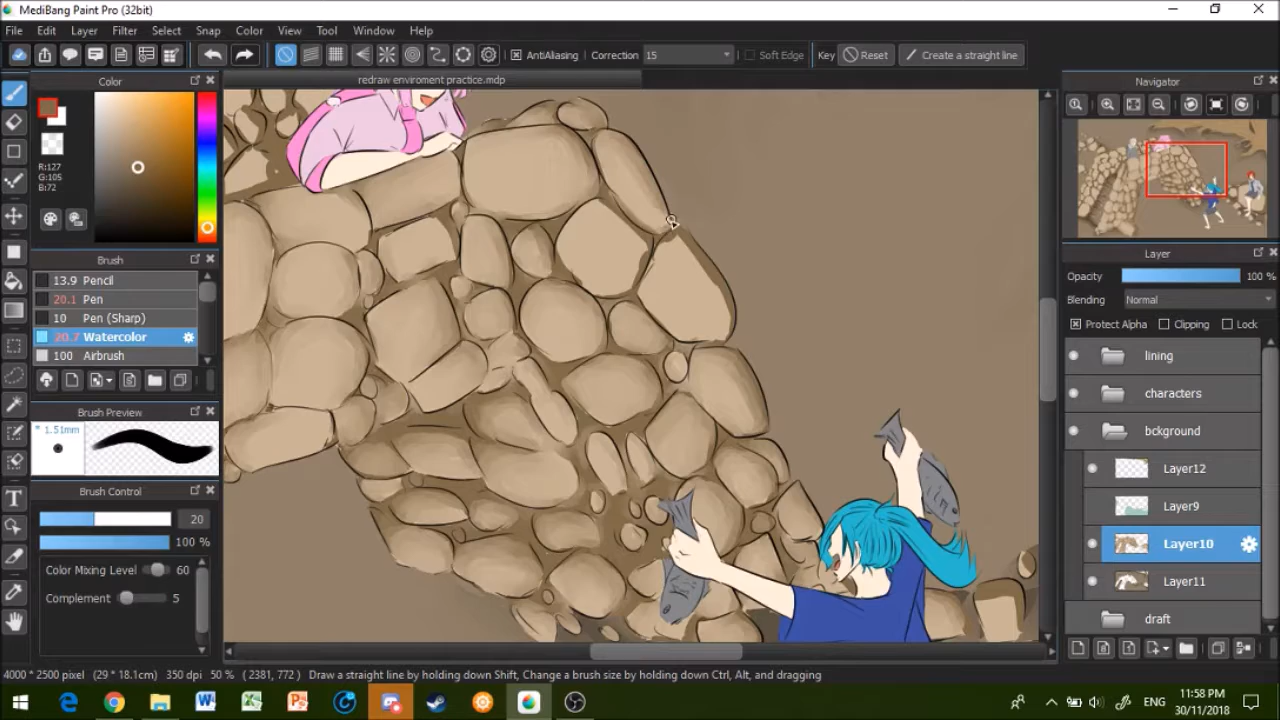 MediBang Paint Pro (32bit)
File Edit Layer Filter Select Snap Color View Tool Window Help
AntiAliasing Correction 15 Soft Edge Key Reset Create a straight line
redraw enviroment practice.mdp
Color
R:127
G:105
B:72
Brush
13.9 Pencil
20.1 Pen
10 Pen (Sharp)
20.7 Watercolor
100 Airbrush
Brush Preview
* 1.51mm
Brush Control
20
100 %
Color Mixing Level 60
Complement 5
Navigator
Layer
Opacity 100 %
Blending Normal
Protect Alpha Clipping Lock
lining
characters
bckground
Layer12
Layer9
Layer10
Layer11
draft
4000 * 2500 pixel (29 * 18.1cm) 350 dpi 50 % ( 2381, 772 ) Draw a straight line by holding down Shift, Change a brush size by holding down Ctrl, Alt, and dragging
ENG
11:58 PM
30/11/2018